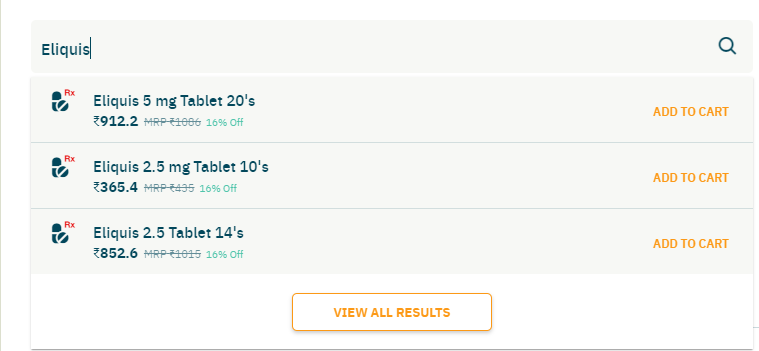 Eliquis
Rx
Eliquis 5 mg Tablet 20's
₹912.2 MRP ₹1086 16% Off
ADD TO CART
Rx
Eliquis 2.5 mg Tablet 10's
₹365.4 MRP ₹435 16% Off
ADD TO CART
Rx
Eliquis 2.5 Tablet 14's
₹852.6 MRP ₹1015 16% Off
ADD TO CART
VIEW ALL RESULTS